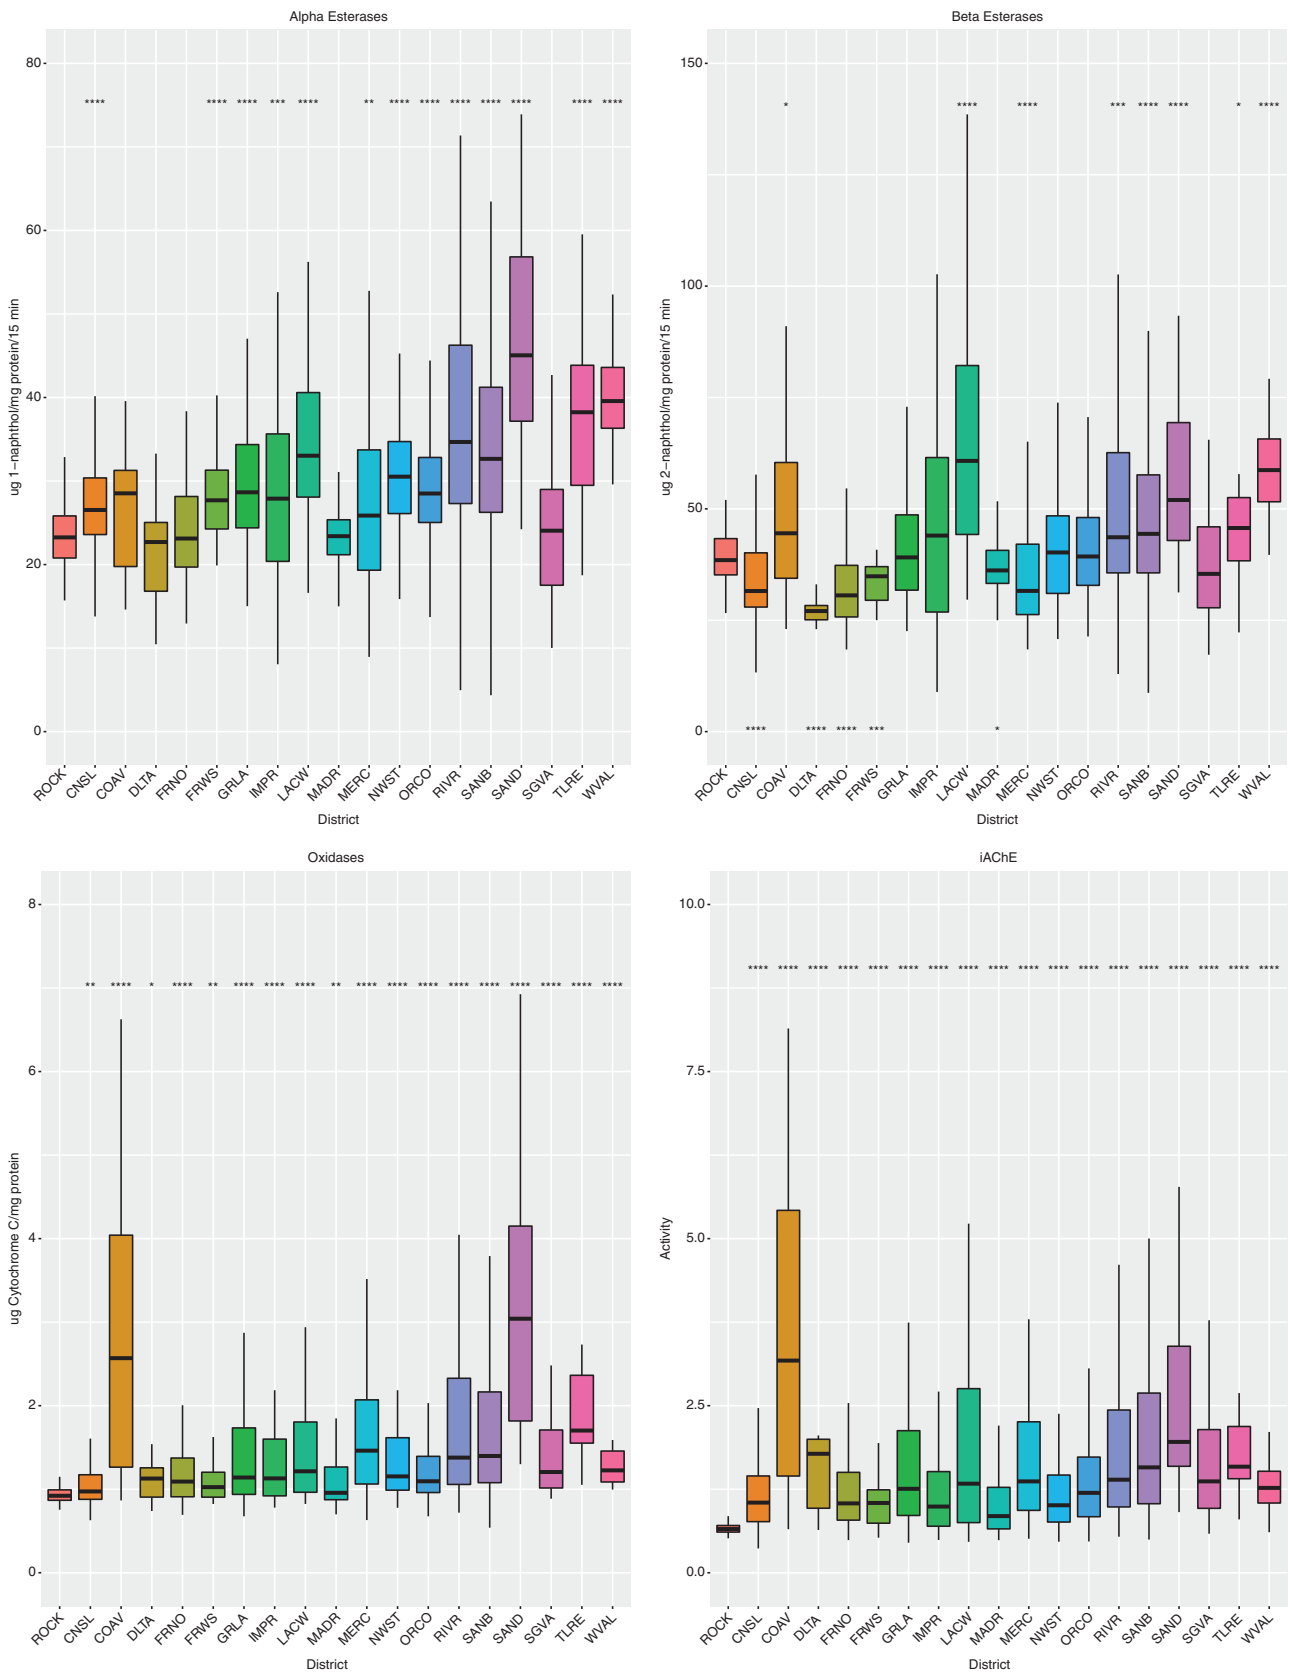 Alpha Esterases
80
60
40
20
0
ug 1−naphthol/mg protein/15 min
**** **** **** *** **** ** **** **** **** **** **** **** ****
ROCK CNSL COAV DLTA FRNO FRWS GRLA IMPR LACW MADR MERC NWST ORCO RIVR SANB SAND SGVA TLRE WVAL
District
Beta Esterases
150
100
50
0
ug 2−naphthol/mg protein/15 min
* **** **** *** **** **** * ****
**** **** **** *** *
ROCK CNSL COAV DLTA FRNO FRWS GRLA IMPR LACW MADR MERC NWST ORCO RIVR SANB SAND SGVA TLRE WVAL
District
Oxidases
8
6
4
2
0
ug Cytochrome C/mg protein
** **** * **** ** **** **** **** ** **** **** **** **** **** **** **** **** ****
ROCK CNSL COAV DLTA FRNO FRWS GRLA IMPR LACW MADR MERC NWST ORCO RIVR SANB SAND SGVA TLRE WVAL
District
iAChE
10.0
7.5
5.0
2.5
0.0
Activity
**** **** **** **** **** **** **** **** **** **** **** **** **** **** **** **** **** ****
ROCK CNSL COAV DLTA FRNO FRWS GRLA IMPR LACW MADR MERC NWST ORCO RIVR SANB SAND SGVA TLRE WVAL
District